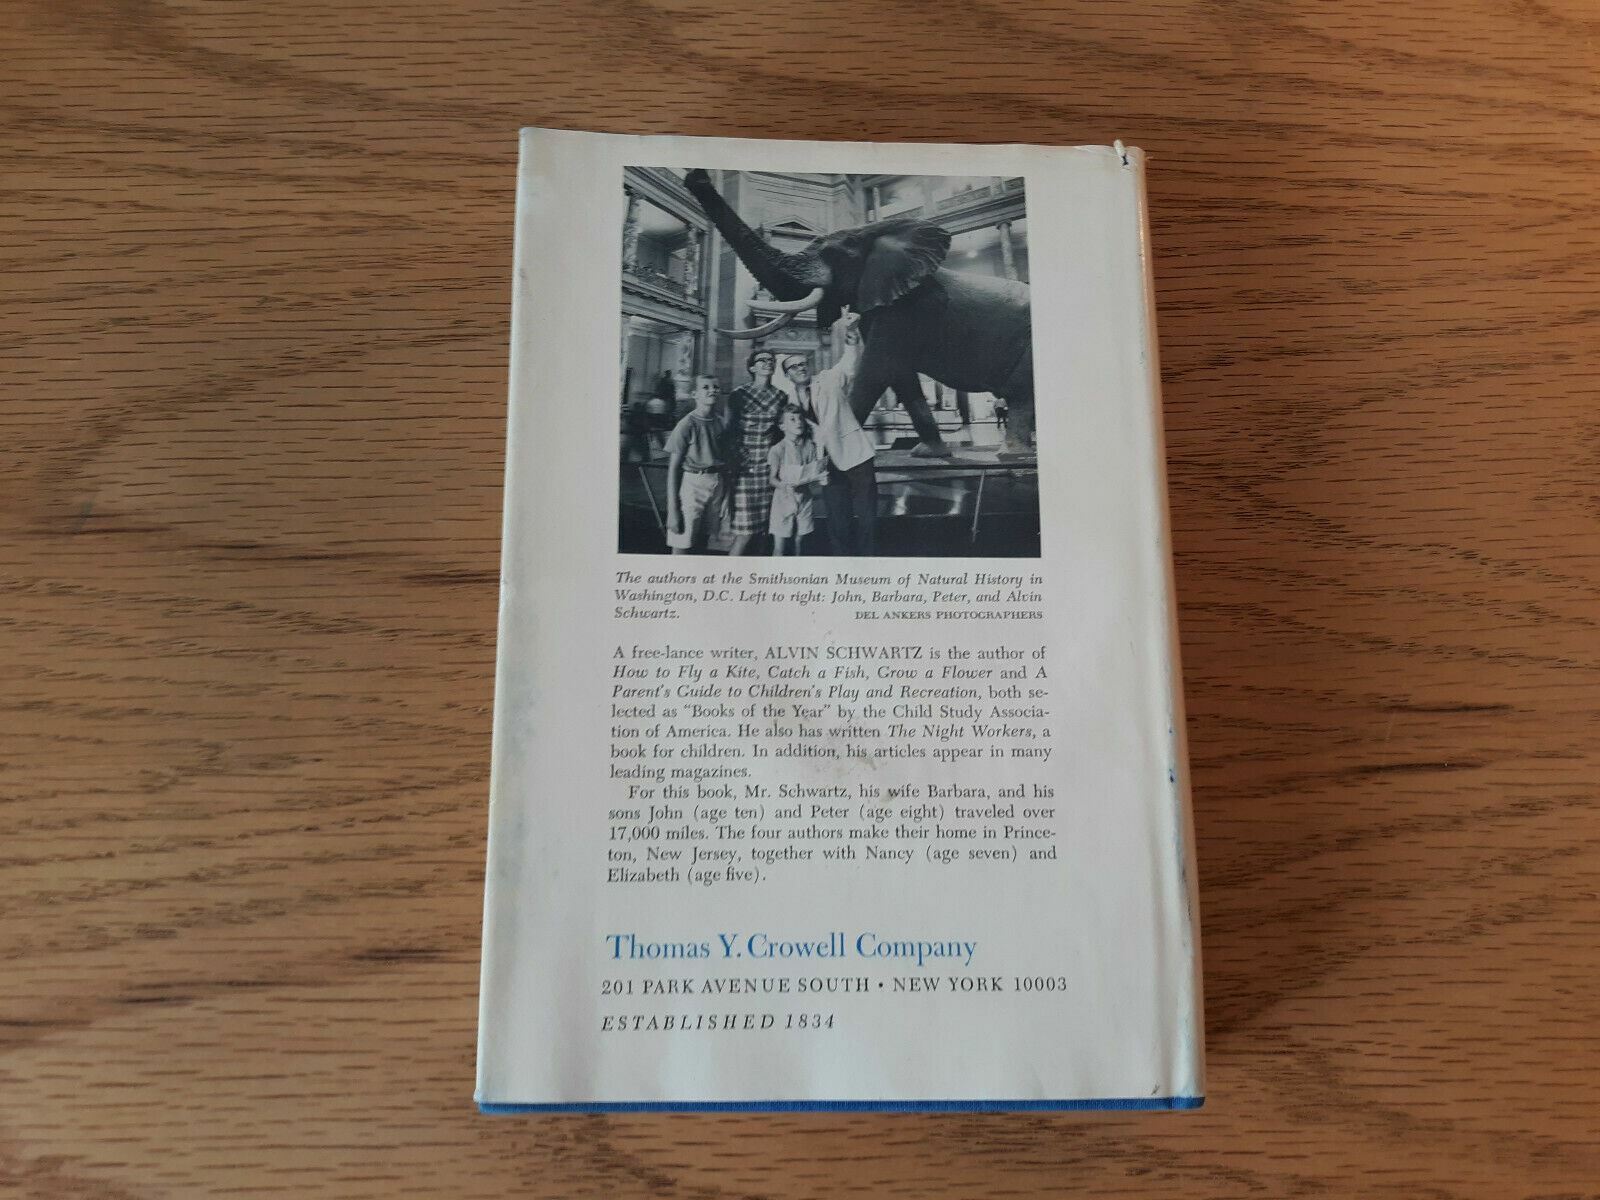 The authors at the Smithsonian Museum of Natural History in
Washington, D.C. Left to right: John, Barbara, Peter, and Alvin
Schwartz. DEL ANKERS PHOTOGRAPHERS
A free-lance writer, ALVIN SCHWARTZ is the author of
How to Fly a Kite, Catch a Fish, Grow a Flower and A
Parent's Guide to Children's Play and Recreation, both se-
lected as "Books of the Year" by the Child Study Associa-
tion of America. He also has written The Night Workers, a
book for children. In addition, his articles appear in many
leading magazines.
For this book, Mr. Schwartz, his wife Barbara, and his
sons John (age ten) and Peter (age eight) traveled over
17,000 miles. The four authors make their home in Prince-
ton, New Jersey, together with Nancy (age seven) and
Elizabeth (age five).
Thomas Y. Crowell Company
201 PARK AVENUE SOUTH • NEW YORK 10003
ESTABLISHED 1834